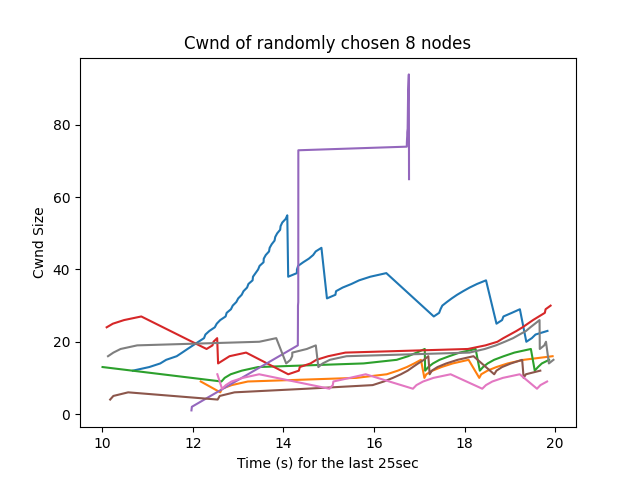 Cwnd of randomly chosen 8 nodes
80
60
40
20
0
Cwnd Size
10 12 14 16 18 20
Time (s) for the last 25sec